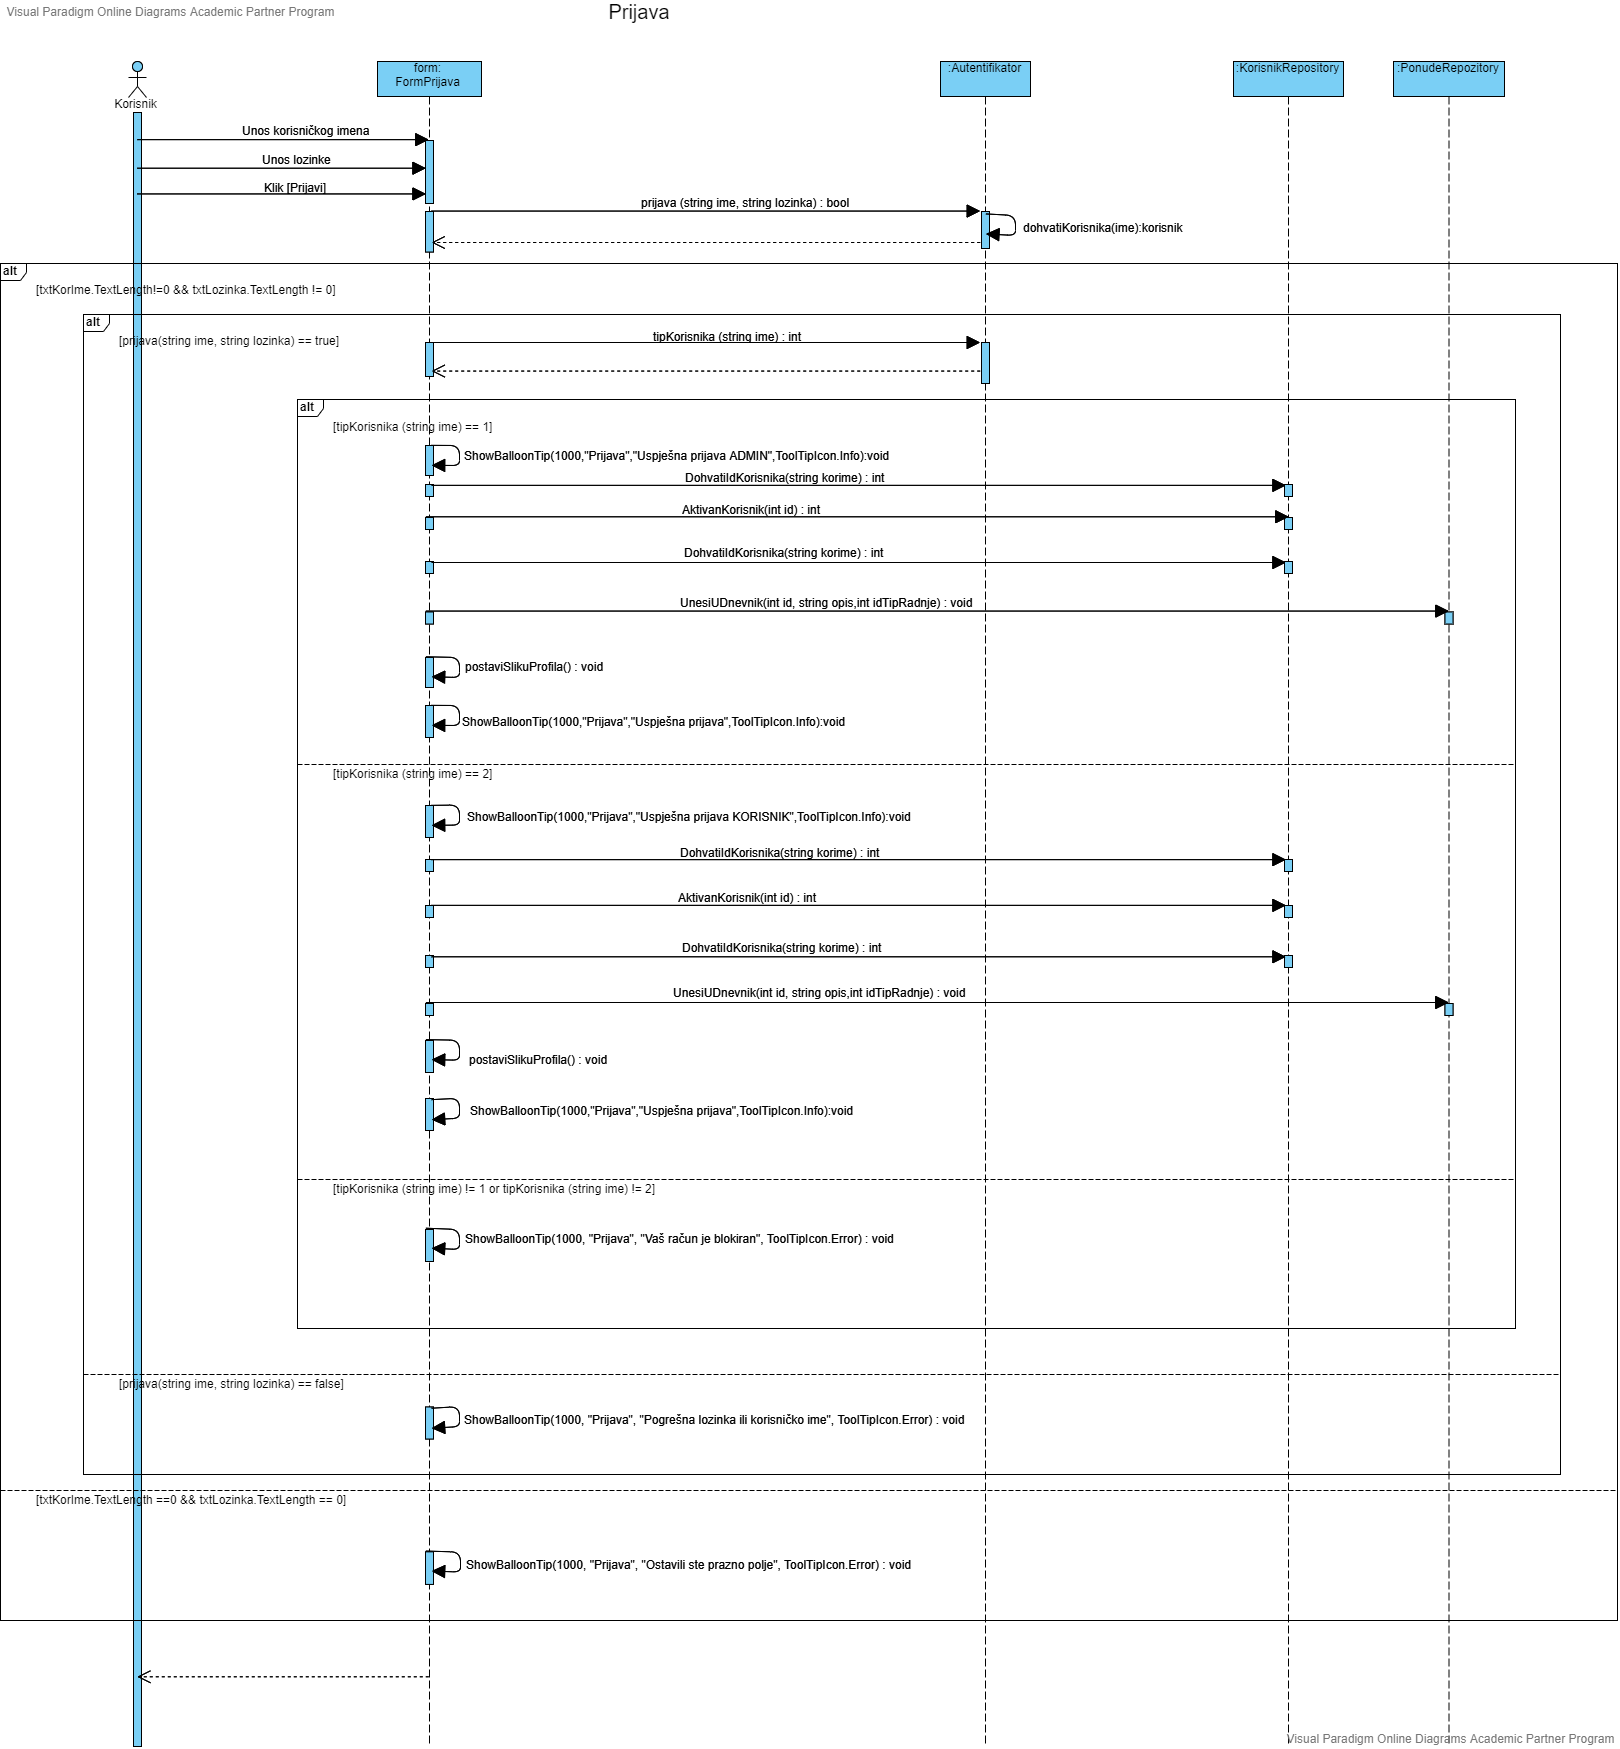 Visual Paradigm Online Diagrams Academic Partner Program
Prijava
Korisnik
form:
FormPrijava
:Autentifikator
:KorisnikRepository
:PonudeRepozitory
Unos korisničkog imena
Unos lozinke
Klik [Prijavi]
prijava (string ime, string lozinka) : bool
dohvatiKorisnika(ime):korisnik
alt
[txtKorIme.TextLength!=0 && txtLozinka.TextLength != 0]
alt
[prijava(string ime, string lozinka) == true]
tipKorisnika (string ime) : int
alt
[tipKorisnika (string ime) == 1]
ShowBalloonTip(1000,"Prijava","Uspješna prijava ADMIN",ToolTipIcon.Info):void
DohvatiIdKorisnika(string korime) : int
AktivanKorisnik(int id) : int
DohvatiIdKorisnika(string korime) : int
UnesiUDnevnik(int id, string opis,int idTipRadnje) : void
postaviSlikuProfila() : void
ShowBalloonTip(1000,"Prijava","Uspješna prijava",ToolTipIcon.Info):void
[tipKorisnika (string ime) == 2]
ShowBalloonTip(1000,"Prijava","Uspješna prijava KORISNIK",ToolTipIcon.Info):void
DohvatiIdKorisnika(string korime) : int
AktivanKorisnik(int id) : int
DohvatiIdKorisnika(string korime) : int
UnesiUDnevnik(int id, string opis,int idTipRadnje) : void
postaviSlikuProfila() : void
ShowBalloonTip(1000,"Prijava","Uspješna prijava",ToolTipIcon.Info):void
[tipKorisnika (string ime) != 1 or tipKorisnika (string ime) != 2]
ShowBalloonTip(1000, "Prijava", "Vaš račun je blokiran", ToolTipIcon.Error) : void
[prijava(string ime, string lozinka) == false]
ShowBalloonTip(1000, "Prijava", "Pogrešna lozinka ili korisničko ime", ToolTipIcon.Error) : void
[txtKorIme.TextLength ==0 && txtLozinka.TextLength == 0]
ShowBalloonTip(1000, "Prijava", "Ostavili ste prazno polje", ToolTipIcon.Error) : void
Visual Paradigm Online Diagrams Academic Partner Program